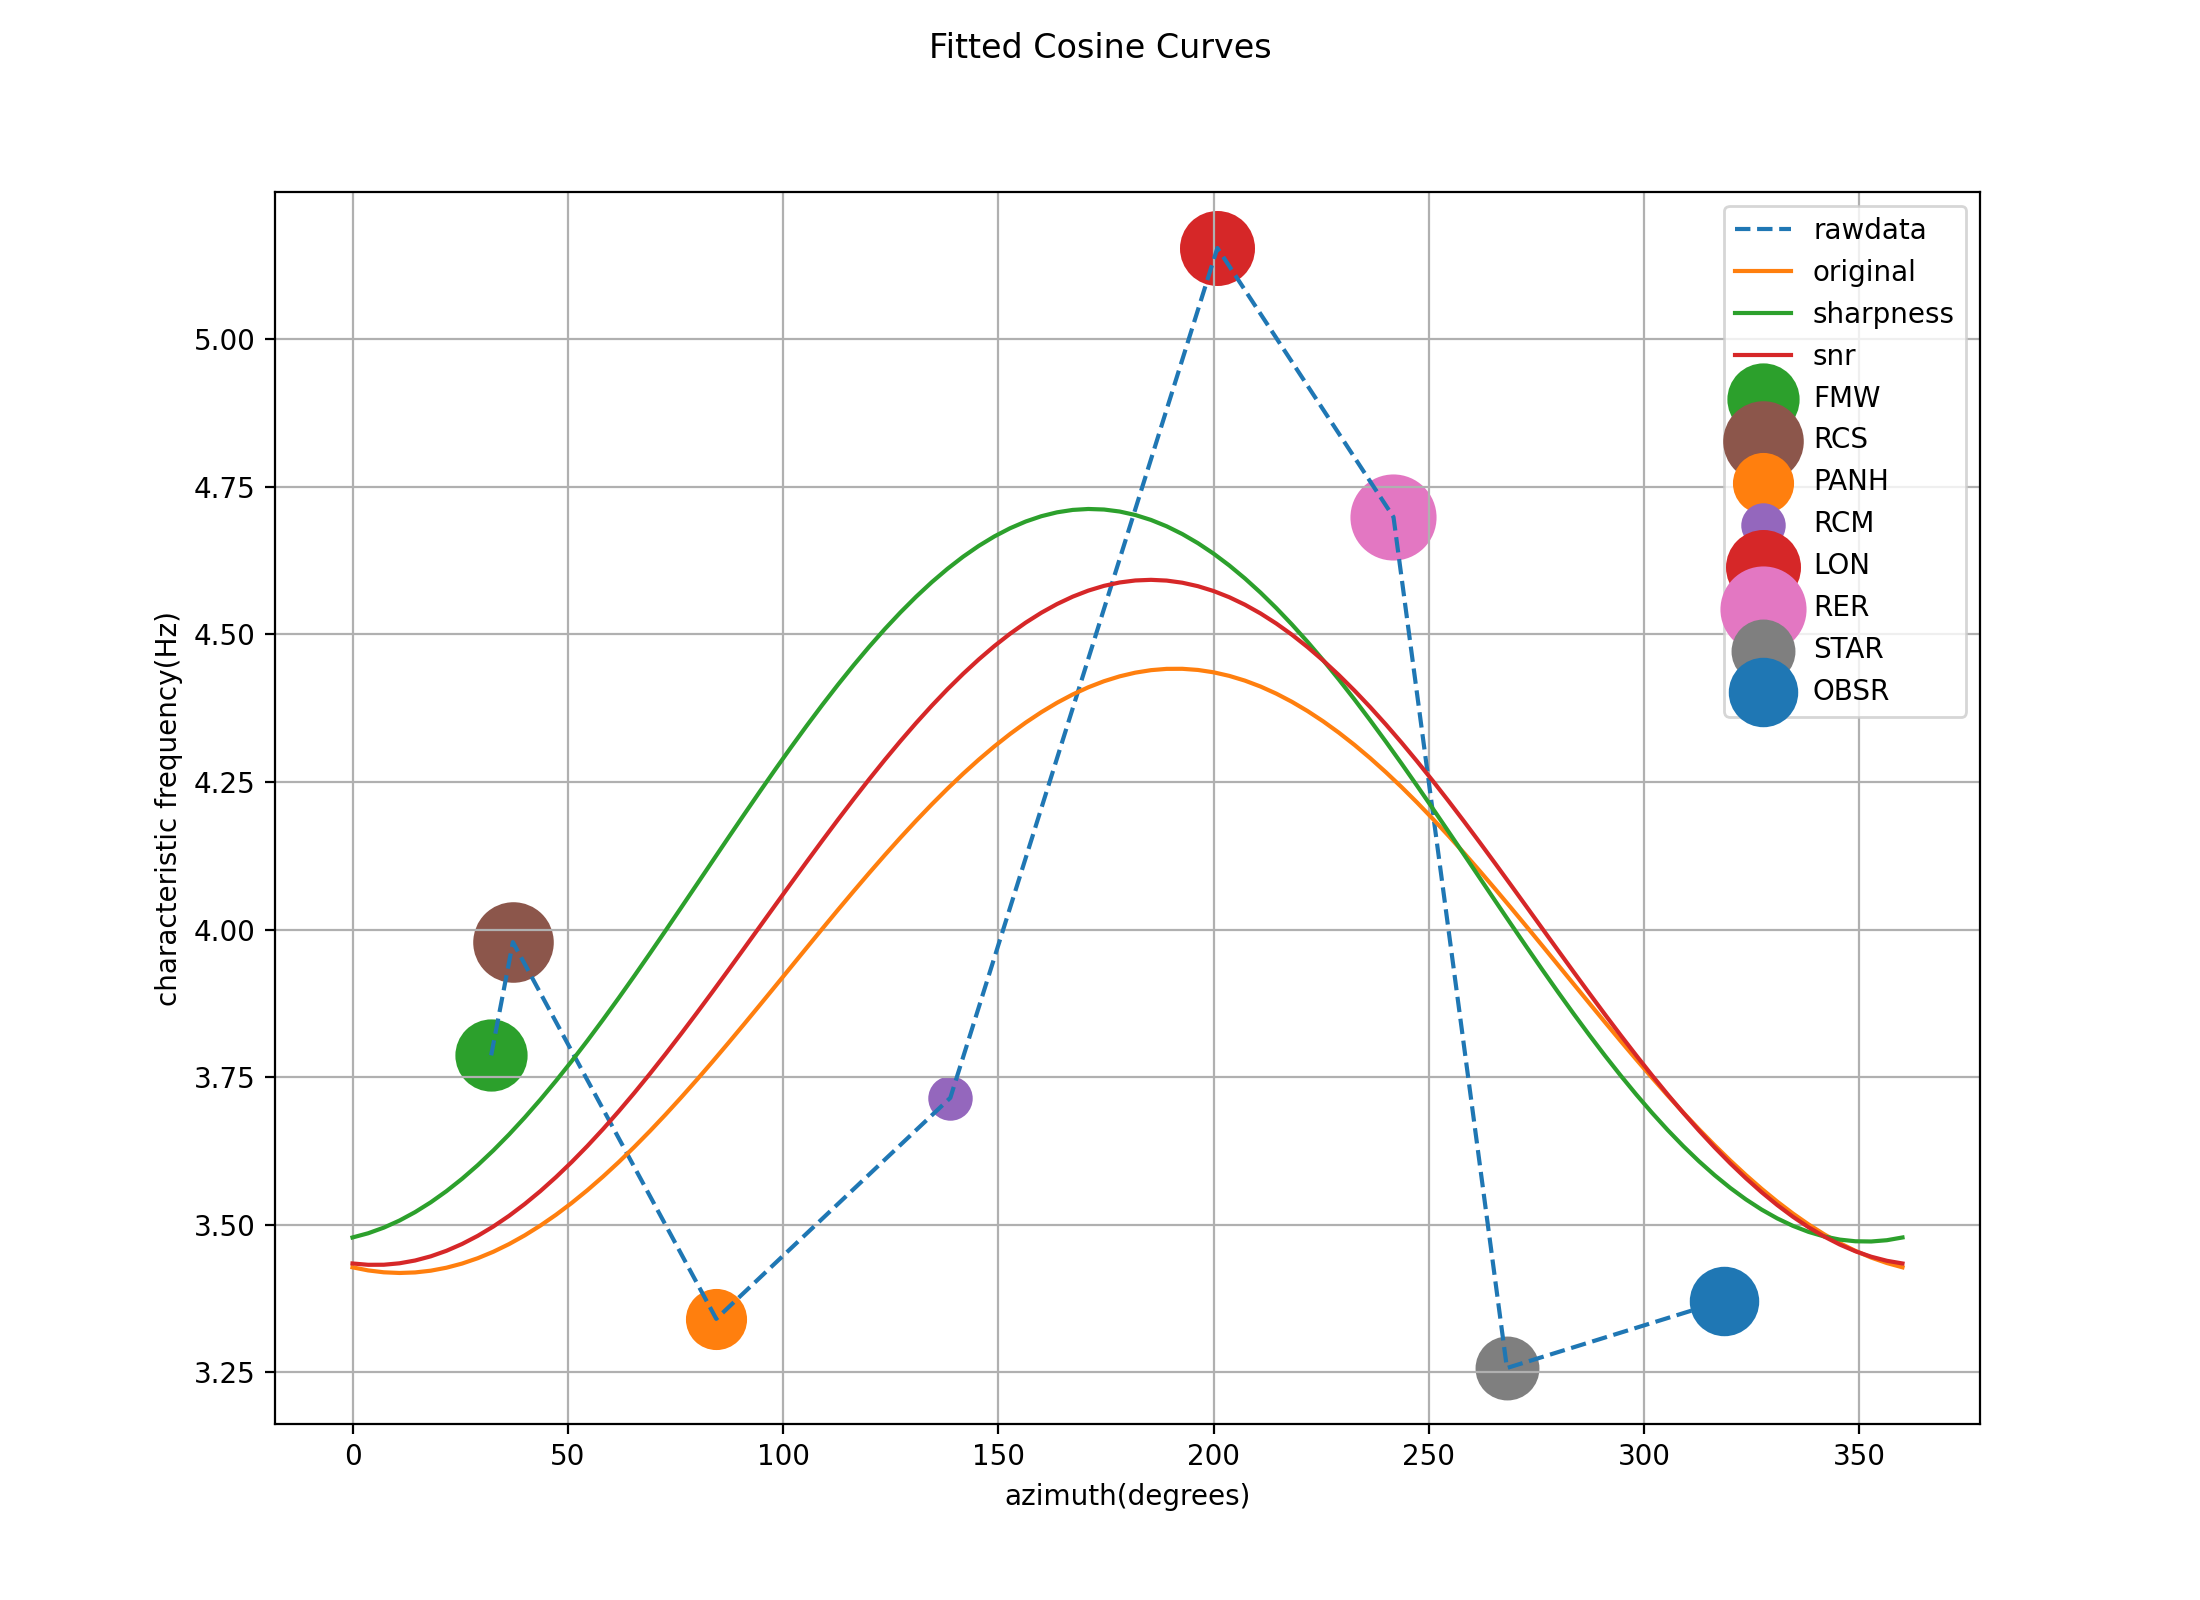 Fitted Cosine Curves
rawdata
original
sharpness
snr
FMW
RCS
PANH
RCM
LON
RER
STAR
OBSR
characteristic frequency(Hz)
5.00
4.75
4.50
4.25
4.00
3.75
3.50
3.25
0 50 100 150 200 250 300 350
azimuth(degrees)